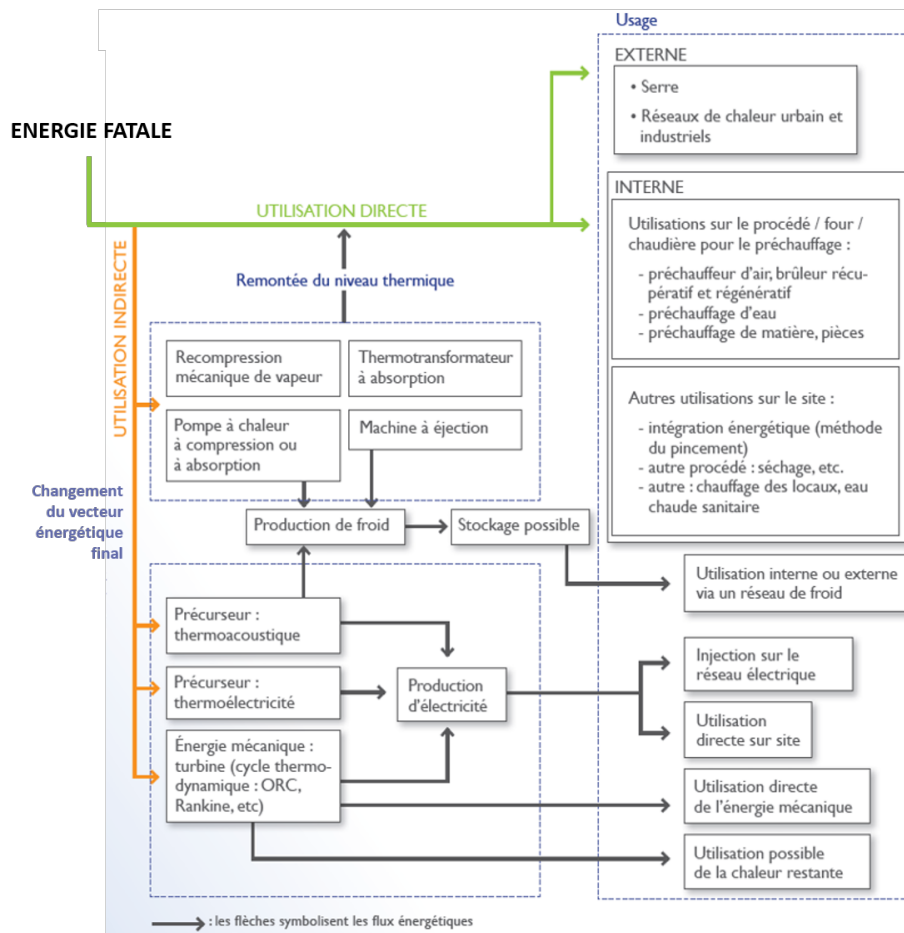 Usage
EXTERNE
• Serre
• Réseaux de chaleur urbain et
industriels
ENERGIE FATALE
INTERNE
UTILISATION DIRECTE
Utilisations sur le procédé / four /
chaudière pour le préchauffage :
- préchauffeur d'air, brûleur récu-
pératif et régénératif
- préchauffage d'eau
- préchauffage de matière, pièces
UTILISATION INDIRECTE
Remontée du niveau thermique
Recompression
mécanique de vapeur
Thermotransformateur
à absorption
Pompe à chaleur
à compression ou
à absorption
Machine à éjection
Autres utilisations sur le site :
- intégration énergétique (méthode
du pincement)
- autre procédé : séchage, etc.
- autre : chauffage des locaux, eau
chaude sanitaire
Changement
du vecteur
énergétique
final
Production de froid
Stockage possible
Utilisation interne ou externe
via un réseau de froid
Précurseur :
thermoacoustique
Précurseur :
thermoélectricité
Production
d'électricité
Injection sur le
réseau électrique
Utilisation
directe sur site
Énergie mécanique :
turbine (cycle thermo-
dynamique : ORC,
Rankine, etc)
Utilisation directe
de l'énergie mécanique
Utilisation possible
de la chaleur restante
: les flèches symbolisent les flux énergétiques